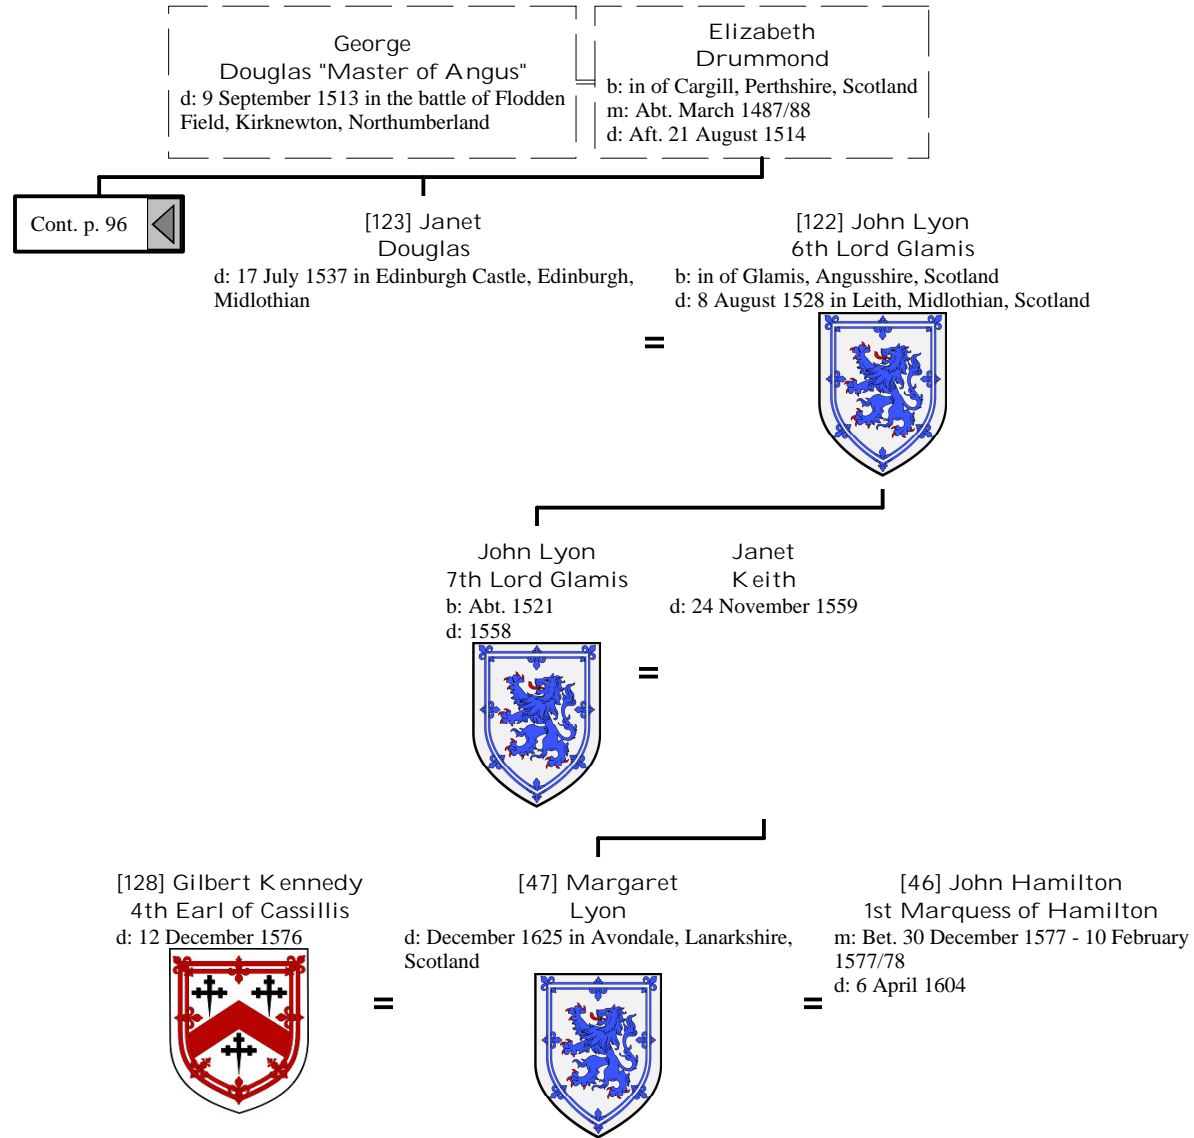 George
Douglas "Master of Angus"
d: 9 September 1513 in the battle of Flodden
Field, Kirknewton, Northumberland
Elizabeth
Drummond
b: in of Cargill, Perthshire, Scotland
m: Abt. March 1487/88
d: Aft. 21 August 1514
Cont. p. 96
[123] Janet
Douglas
d: 17 July 1537 in Edinburgh Castle, Edinburgh,
Midlothian
=
[122] John Lyon
6th Lord Glamis
b: in of Glamis, Angusshire, Scotland
d: 8 August 1528 in Leith, Midlothian, Scotland
John Lyon
7th Lord Glamis
b: Abt. 1521
d: 1558
=
Janet
Keith
d: 24 November 1559
[128] Gilbert Kennedy
4th Earl of Cassillis
d: 12 December 1576
=
[47] Margaret
Lyon
d: December 1625 in Avondale, Lanarkshire,
Scotland
=
[46] John Hamilton
1st Marquess of Hamilton
m: Bet. 30 December 1577 - 10 February
1577/78
d: 6 April 1604